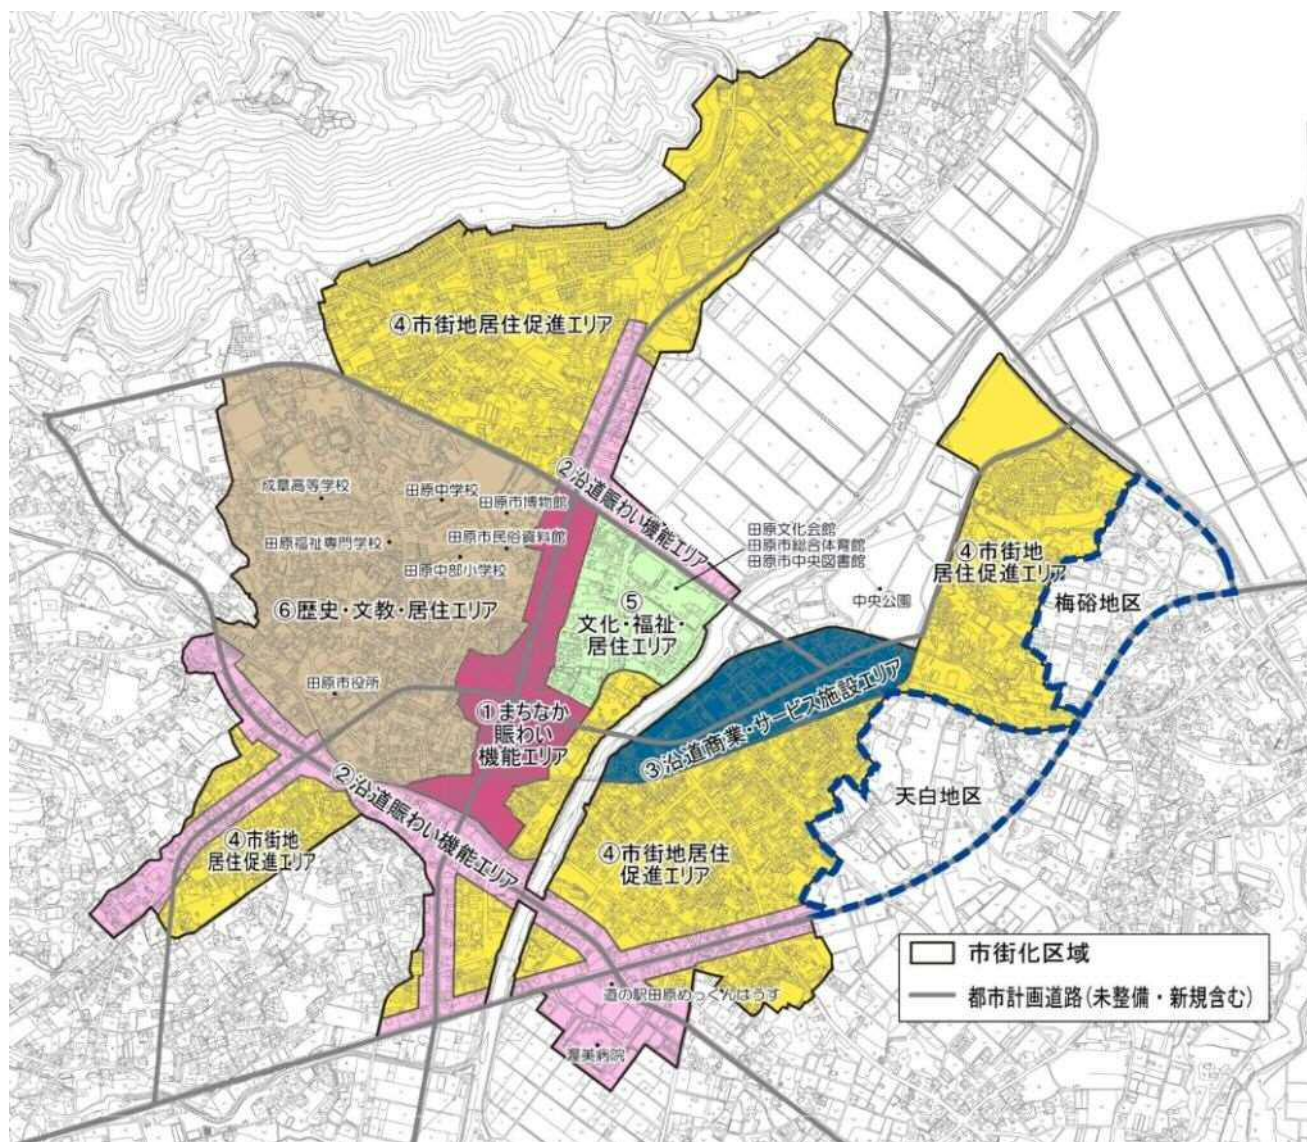 ④市街地居住促進エリア
②沿道賑わい機能エリア
成章高等学校
田原中学校
田原市博物館
田原福祉専門学校
田原市民俗資料館
田原中部小学校
⑥歴史・文教・居住エリア
田原市役所
田原文化会館
田原市総合体育館
田原市中央図書館
⑤
文化・福祉・
居住エリア
中央公園
④市街地
居住促進エリア
梅硲地区
①まちなか
賑わい
機能エリア
③沿道商業・サービス施設エリア
天白地区
②沿道賑わい機能エリア
④市街地
居住促進エリア
④市街地居住
促進エリア
道の駅田原めっくんはうす
渥美病院
市街化区域
都市計画道路(未整備・新規含む)